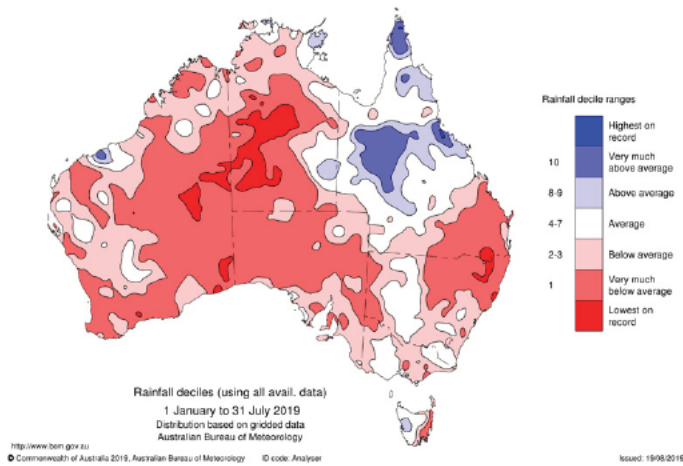 Rainfall decile ranges
Highest on
record
10
Very much
above average
8-9
Above average
4-7
Average
2-3
Below average
1
Very much
below average
Lowest on
record
Rainfall deciles (using all avail. data)
1 January to 31 July 2019
Distribution based on gridded data
Australian Bureau of Meteorology
http://www.bom.gov.au
© Commonwealth of Australia 2019, Australian Bureau of Meteorology ID code: Analyser Issued: 19/08/2019